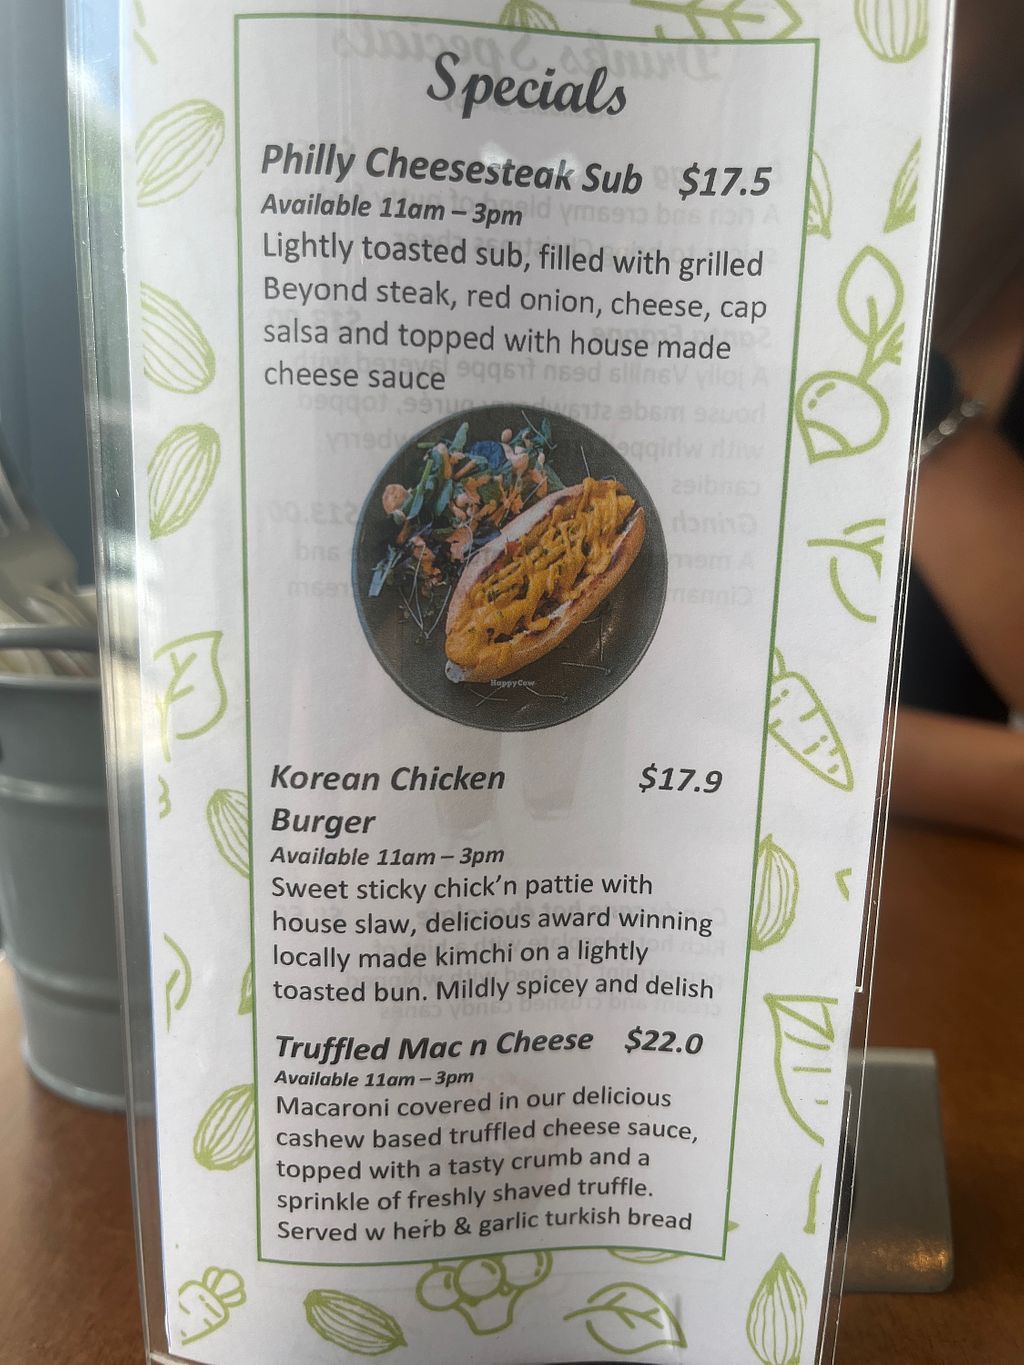 Specials
Philly Cheesesteak Sub $17.5
Available 11am – 3pm
Lightly toasted sub, filled with grilled
Beyond steak, red onion, cheese, cap
salsa and topped with house made
cheese sauce
HappyCow
Korean Chicken $17.9
Burger
Available 11am – 3pm
Sweet sticky chick'n pattie with
house slaw, delicious award winning
locally made kimchi on a lightly
toasted bun. Mildly spicey and delish
Truffled Mac n Cheese $22.0
Available 11am – 3pm
Macaroni covered in our delicious
cashew based truffled cheese sauce,
topped with a tasty crumb and a
sprinkle of freshly shaved truffle.
Served w herb & garlic turkish bread